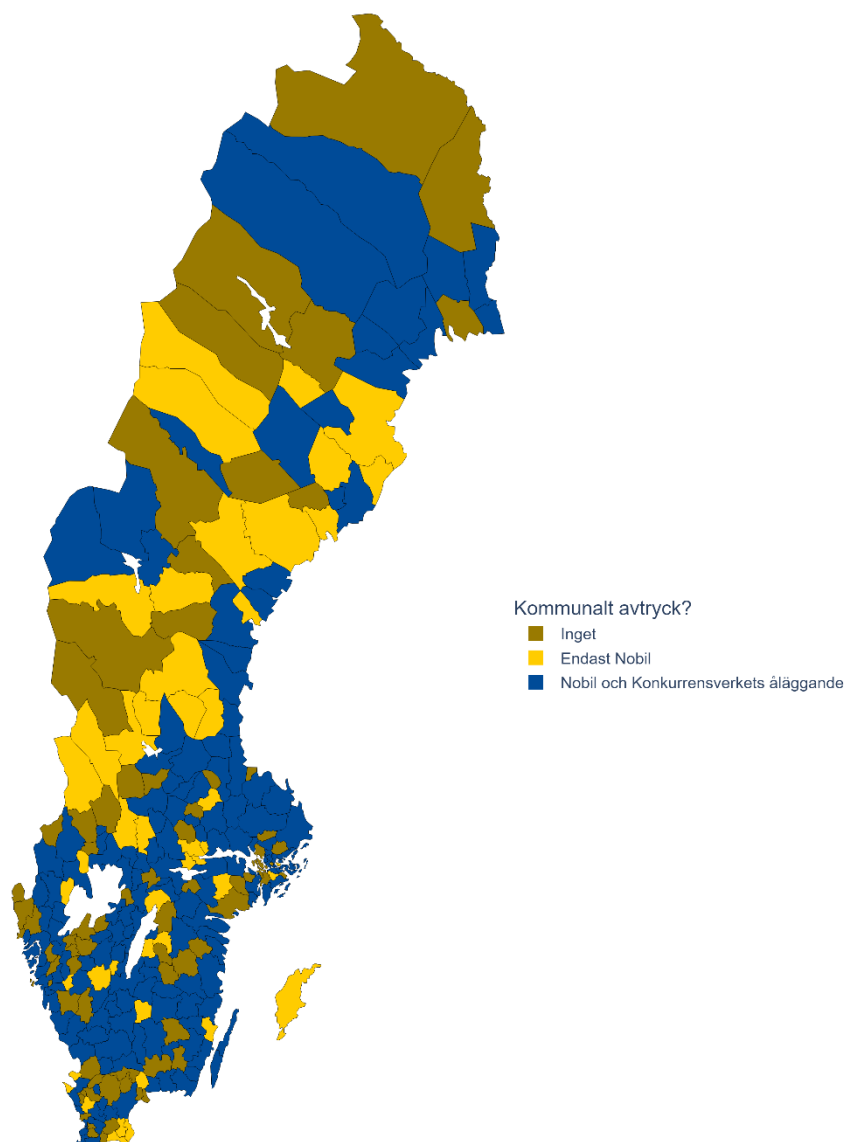 Kommunalt avtryck?
Inget
Endast Nobil
Nobil och Konkurrensverkets åläggande